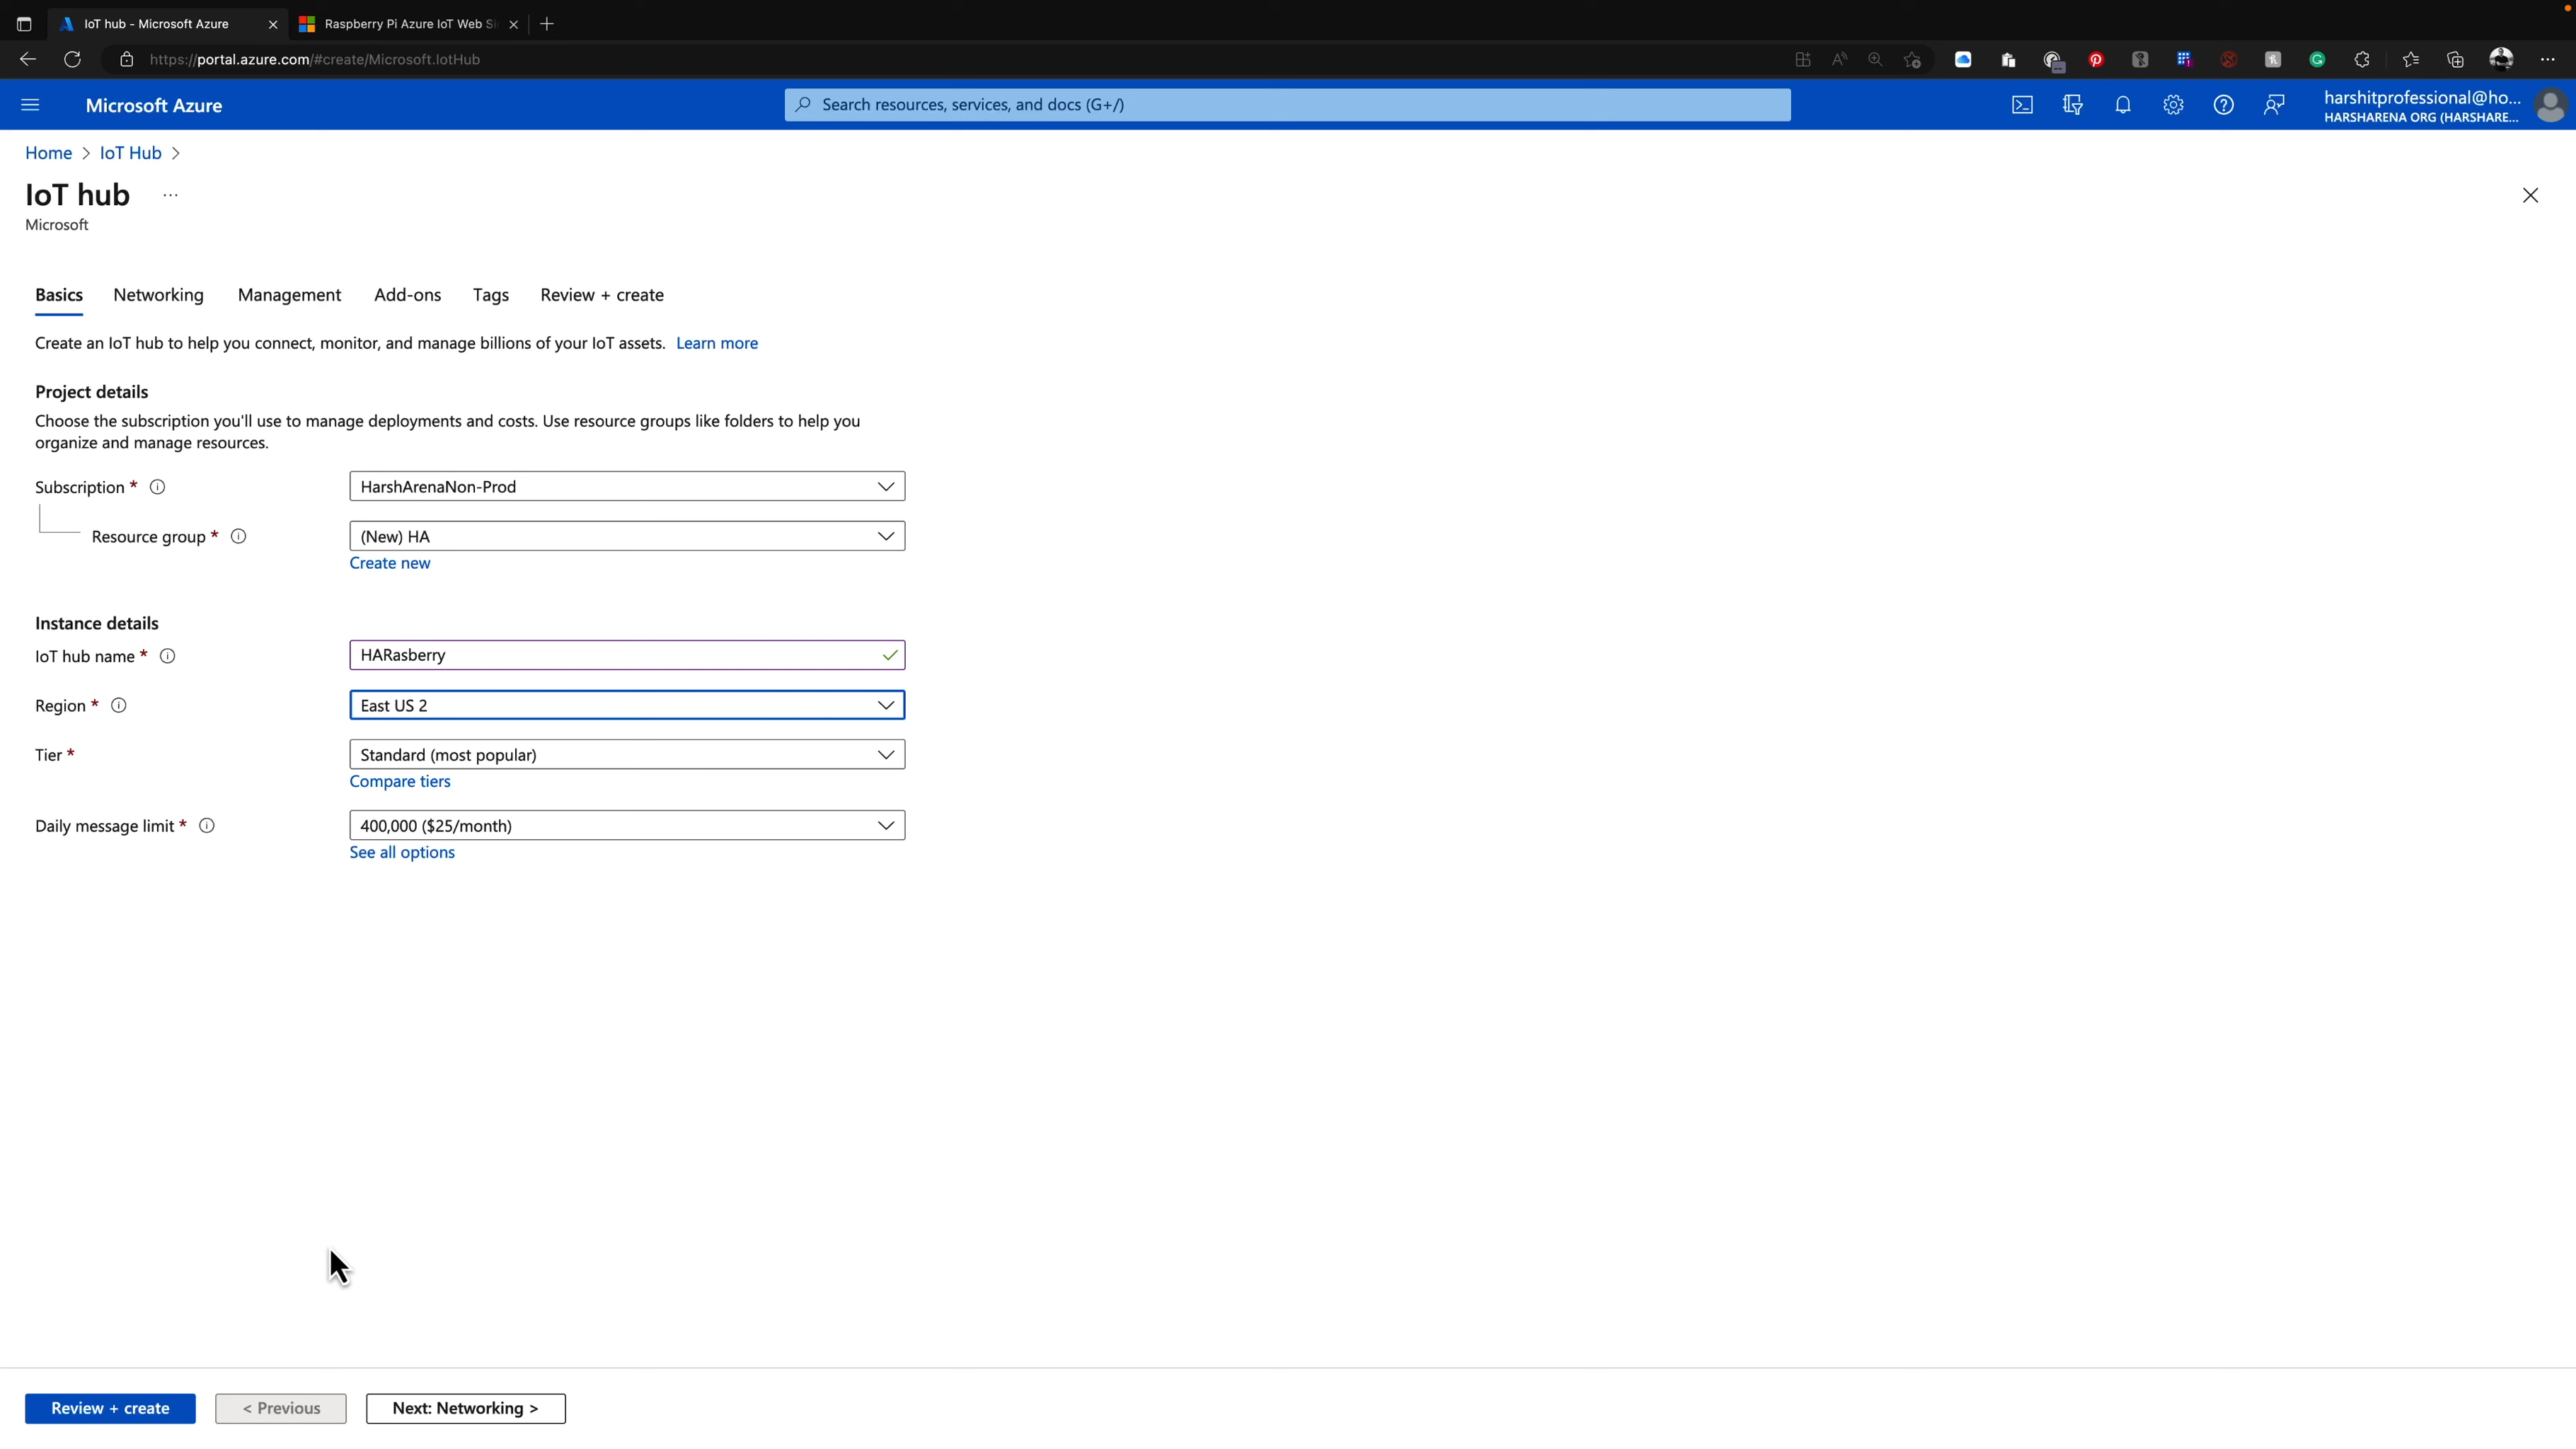 IoT hub - Microsoft Azure
Raspberry Pi Azure IoT Web Si
https://portal.azure.com/#create/Microsoft.IotHub
Microsoft Azure
Search resources, services, and docs (G+/)
harshitprofessional@ho...
HARSHARENA ORG (HARSHARE...
Home > IoT Hub >
IoT hub ...
Microsoft
Basics Networking Management Add-ons Tags Review + create
Create an IoT hub to help you connect, monitor, and manage billions of your IoT assets. Learn more
Project details
Choose the subscription you'll use to manage deployments and costs. Use resource groups like folders to help you
organize and manage resources.
Subscription * HarshArenaNon-Prod
Resource group * (New) HA
Create new
Instance details
IoT hub name * HARasberry
Region * East US 2
Tier * Standard (most popular)
Compare tiers
Daily message limit * 400,000 ($25/month)
See all options
Review + create < Previous Next: Networking >